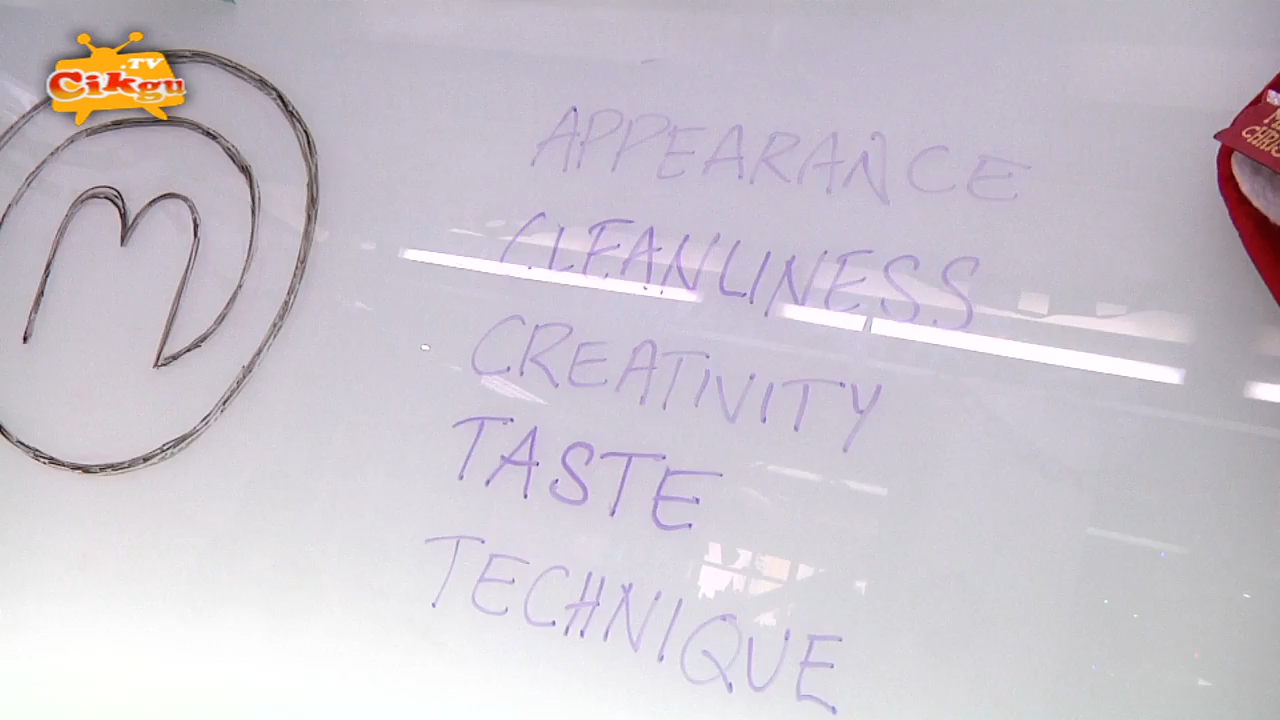 .TV
Cikgu
M
APPEARANCE
CLEANLINESS
CREATIVITY
TASTE
TECHNIQUE